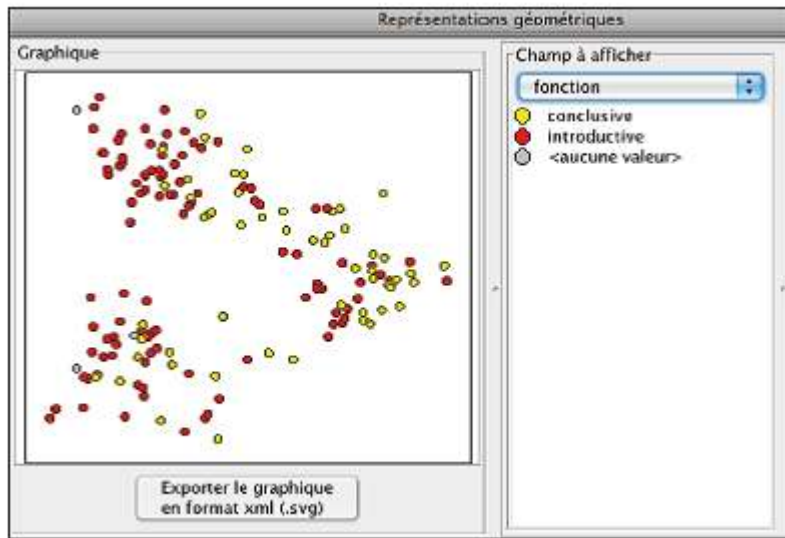 Représentations géométriques
Graphique
Champ à afficher
fonction
conclusive
introductive
<aucune valeur>
Exporter le graphique
en format xml (.svg)